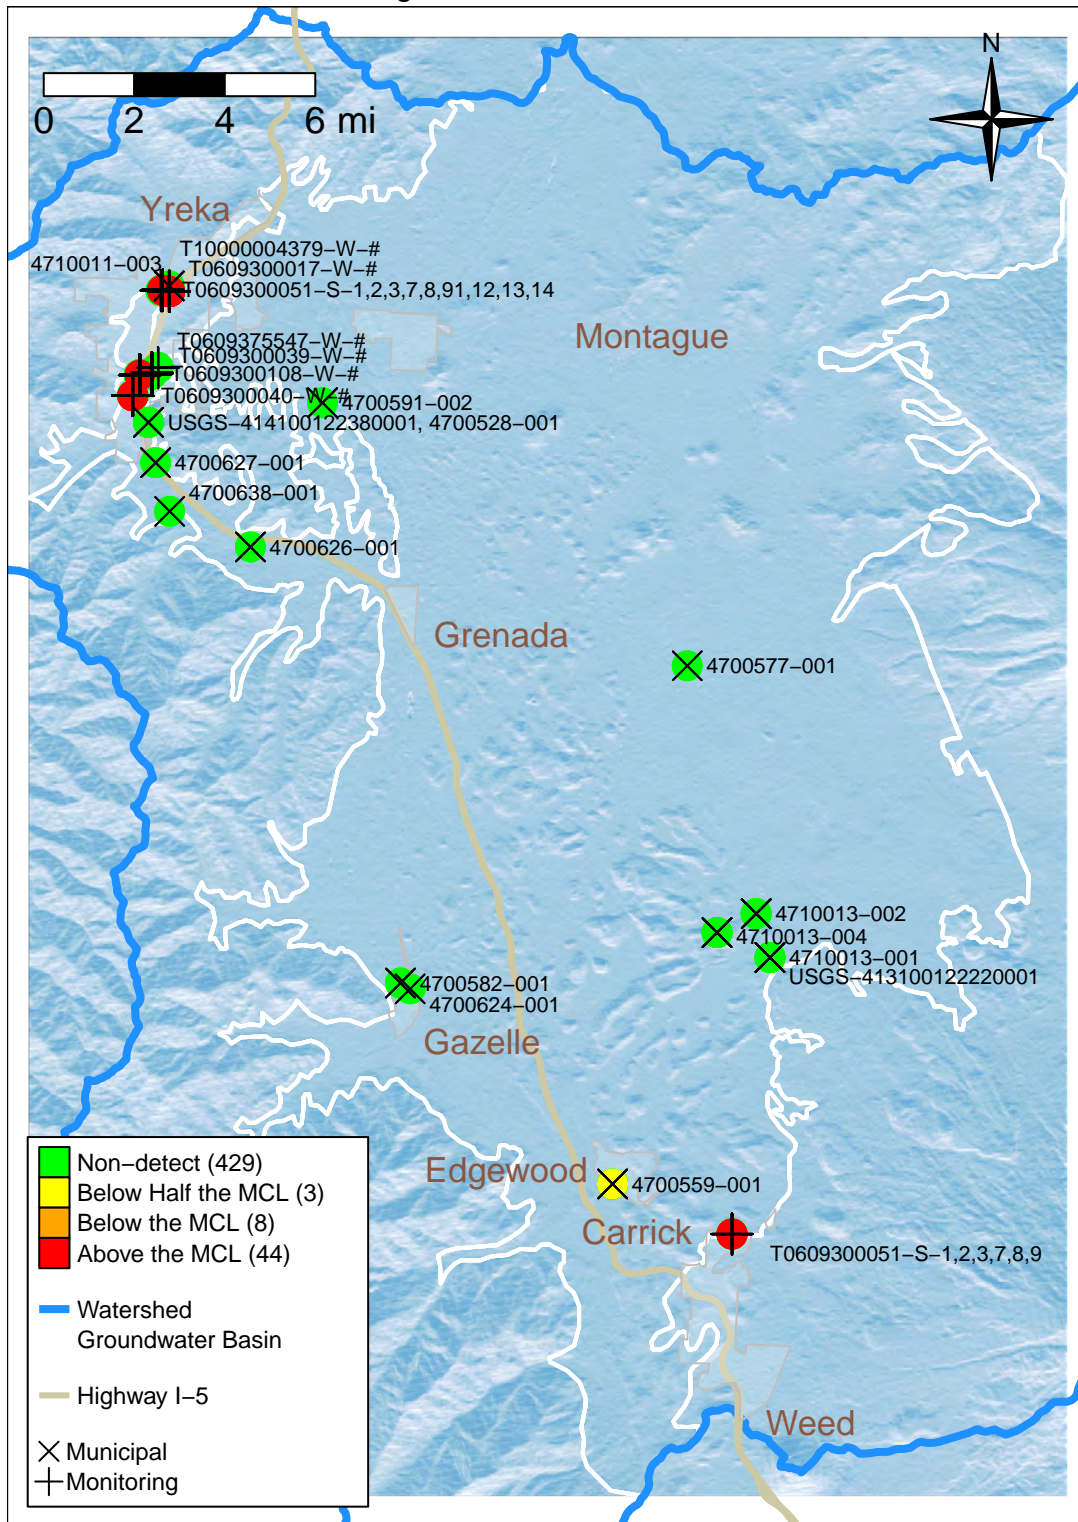 N
0 2 4 6 mi
Yreka
T10000004379−W−#
4710011−003
T0609300017−W−#
T0609300051−S−1,2,3,7,8,91,12,13,14
Montague
T0609375547−W−#
T0609300039−W−#
T0609300108−W−#
T0609300040−W−#
4700591−002
USGS−414100122380001, 4700528−001
4700627−001
4700638−001
4700626−001
Grenada
4700577−001
4710013−002
4710013−004
4710013−001
USGS−413100122220001
4700582−001
4700624−001
Gazelle
Edgewood
4700559−001
Carrick
T0609300051−S−1,2,3,7,8,9
Weed
Non−detect (429)
Below Half the MCL (3)
Below the MCL (8)
Above the MCL (44)
Watershed
Groundwater Basin
Highway I−5
Municipal
Monitoring